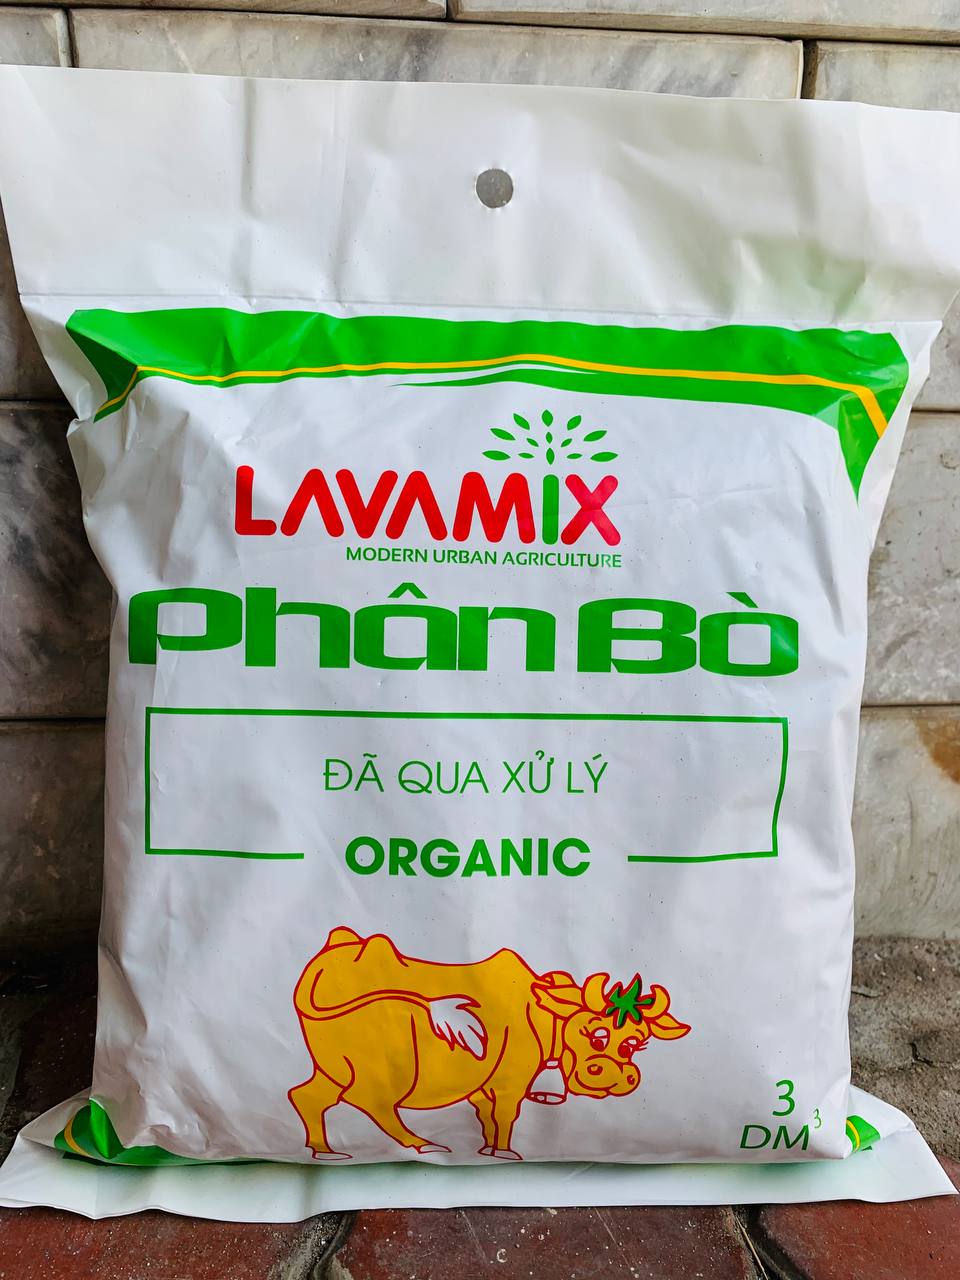 LAVAMIX
MODERN URBAN AGRICULTURE
Phân Bò
ĐÃ QUA XỬ LÝ
ORGANIC
3
DM³